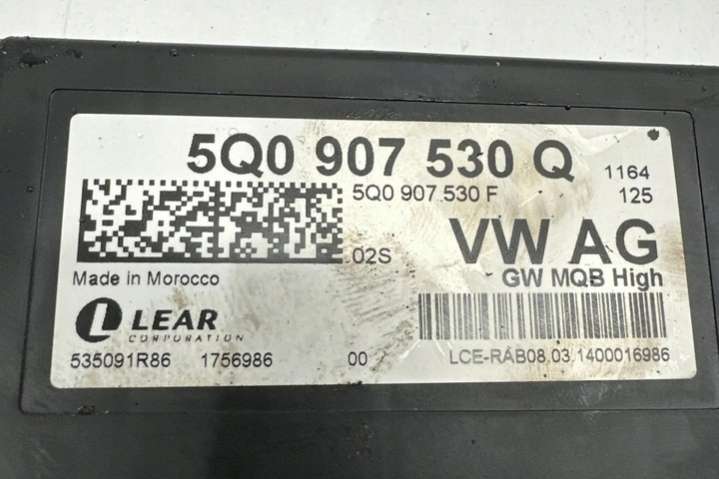 5Q0 907 530 Q 1164
5Q0 907.530 F 125
02S VW AG
Made in Morocco GW MQB High
LEAR
CORPORATION
535091R86 1756986 00 LCE-RAB08.03.1400016986